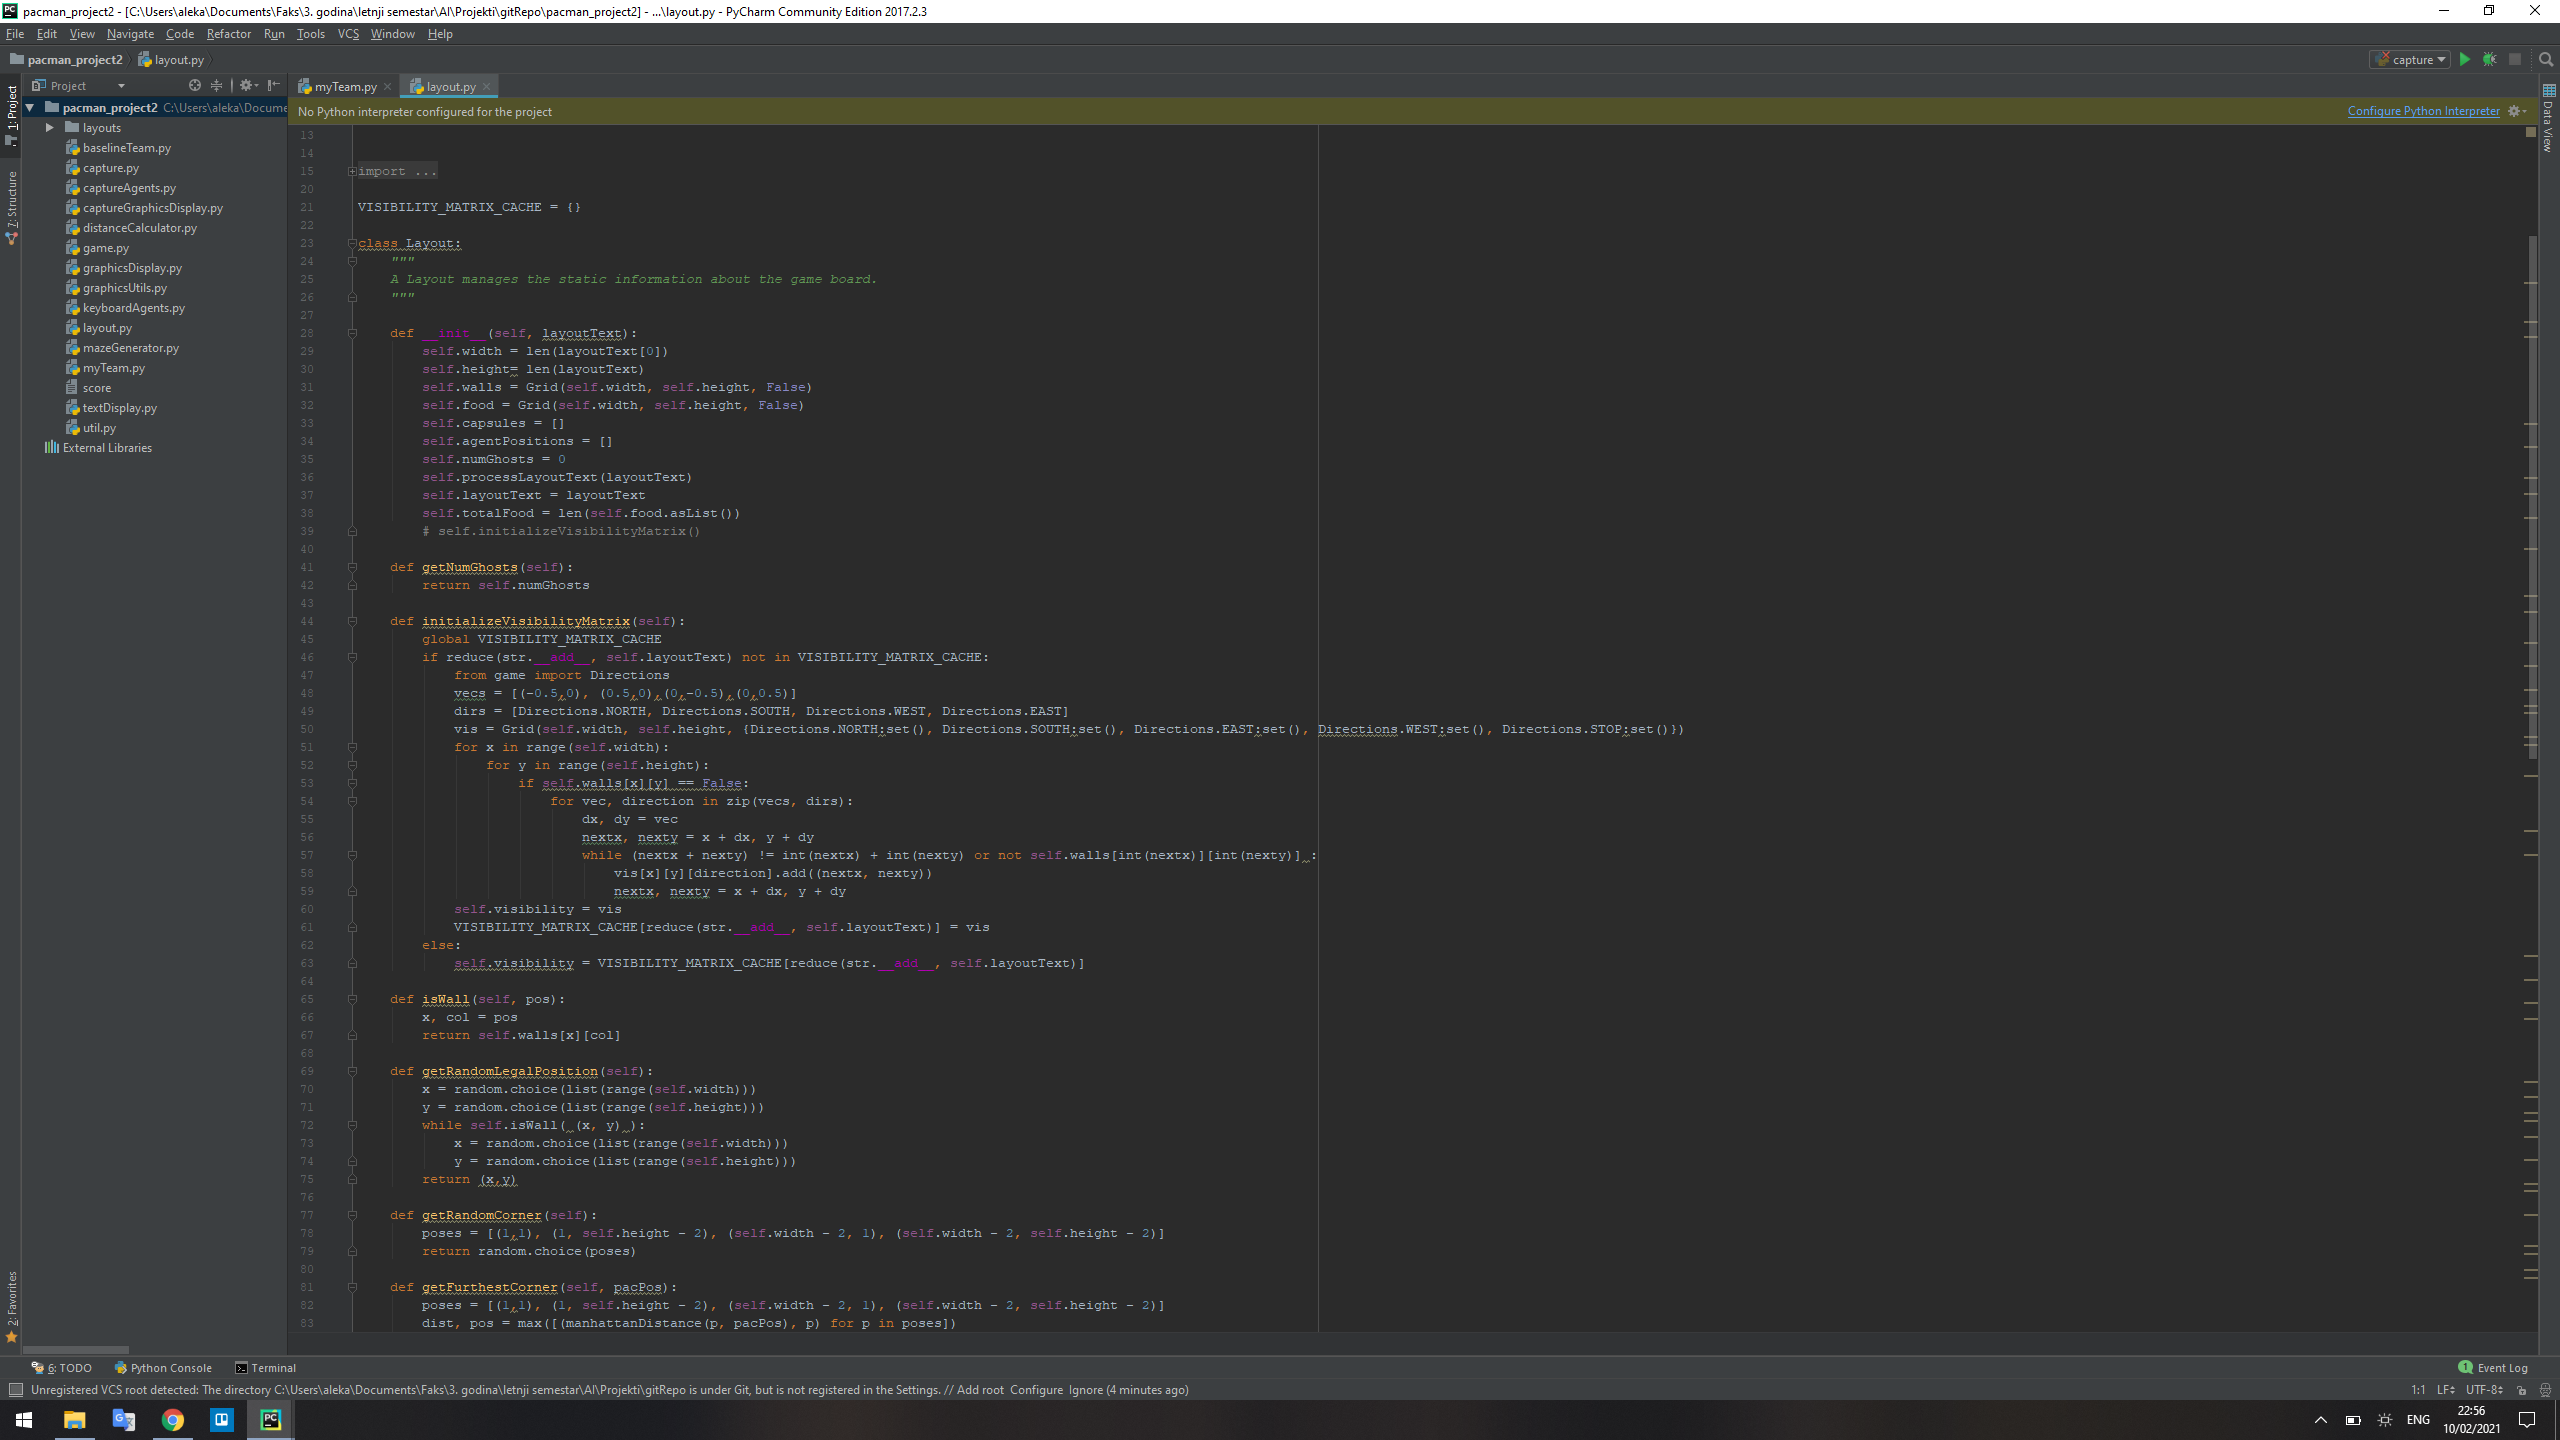 pacman_project2 - [C:\Users\aleka\Documents\Faks\3. godina\letnji semestar\AI\Projekti\gitRepo\pacman_project2] - ...\layout.py - PyCharm Community Edition 2017.2.3
File Edit View Navigate Code Refactor Run Tools VCS Window Help
pacman_project2 layout.py capture
Project myTeam.py layout.py
1: Project
7: Structure
2: Favorites
Data View
No Python interpreter configured for the project Configure Python Interpreter
pacman_project2 C:\Users\aleka\Docume
layouts
baselineTeam.py
capture.py
captureAgents.py
captureGraphicsDisplay.py
distanceCalculator.py
game.py
graphicsDisplay.py
graphicsUtils.py
keyboardAgents.py
layout.py
mazeGenerator.py
myTeam.py
score
textDisplay.py
util.py
External Libraries
13
14
15 import ...
20
21 VISIBILITY_MATRIX_CACHE = {}
22
23 class Layout:
24 """
25 A Layout manages the static information about the game board.
26 """
27
28 def __init__(self, layoutText):
29 self.width = len(layoutText[0])
30 self.height= len(layoutText)
31 self.walls = Grid(self.width, self.height, False)
32 self.food = Grid(self.width, self.height, False)
33 self.capsules = []
34 self.agentPositions = []
35 self.numGhosts = 0
36 self.processLayoutText(layoutText)
37 self.layoutText = layoutText
38 self.totalFood = len(self.food.asList())
39 # self.initializeVisibilityMatrix()
40
41 def getNumGhosts(self):
42 return self.numGhosts
43
44 def initializeVisibilityMatrix(self):
45 global VISIBILITY_MATRIX_CACHE
46 if reduce(str.__add__, self.layoutText) not in VISIBILITY_MATRIX_CACHE:
47 from game import Directions
48 vecs = [(-0.5,0), (0.5,0),(0,-0.5),(0,0.5)]
49 dirs = [Directions.NORTH, Directions.SOUTH, Directions.WEST, Directions.EAST]
50 vis = Grid(self.width, self.height, {Directions.NORTH:set(), Directions.SOUTH:set(), Directions.EAST:set(), Directions.WEST:set(), Directions.STOP:set()})
51 for x in range(self.width):
52 for y in range(self.height):
53 if self.walls[x][y] == False:
54 for vec, direction in zip(vecs, dirs):
55 dx, dy = vec
56 nextx, nexty = x + dx, y + dy
57 while (nextx + nexty) != int(nextx) + int(nexty) or not self.walls[int(nextx)][int(nexty)] :
58 vis[x][y][direction].add((nextx, nexty))
59 nextx, nexty = x + dx, y + dy
60 self.visibility = vis
61 VISIBILITY_MATRIX_CACHE[reduce(str.__add__, self.layoutText)] = vis
62 else:
63 self.visibility = VISIBILITY_MATRIX_CACHE[reduce(str.__add__, self.layoutText)]
64
65 def isWall(self, pos):
66 x, col = pos
67 return self.walls[x][col]
68
69 def getRandomLegalPosition(self):
70 x = random.choice(list(range(self.width)))
71 y = random.choice(list(range(self.height)))
72 while self.isWall( (x, y) ):
73 x = random.choice(list(range(self.width)))
74 y = random.choice(list(range(self.height)))
75 return (x,y)
76
77 def getRandomCorner(self):
78 poses = [(1,1), (1, self.height - 2), (self.width - 2, 1), (self.width - 2, self.height - 2)]
79 return random.choice(poses)
80
81 def getFurthestCorner(self, pacPos):
82 poses = [(1,1), (1, self.height - 2), (self.width - 2, 1), (self.width - 2, self.height - 2)]
83 dist, pos = max([(manhattanDistance(p, pacPos), p) for p in poses])
6: TODO Python Console Terminal 1 Event Log
Unregistered VCS root detected: The directory C:\Users\aleka\Documents\Faks\3. godina\letnji semestar\AI\Projekti\gitRepo is under Git, but is not registered in the Settings. // Add root Configure Ignore (4 minutes ago) 1:1 LF UTF-8
ENG 22:56
10/02/2021